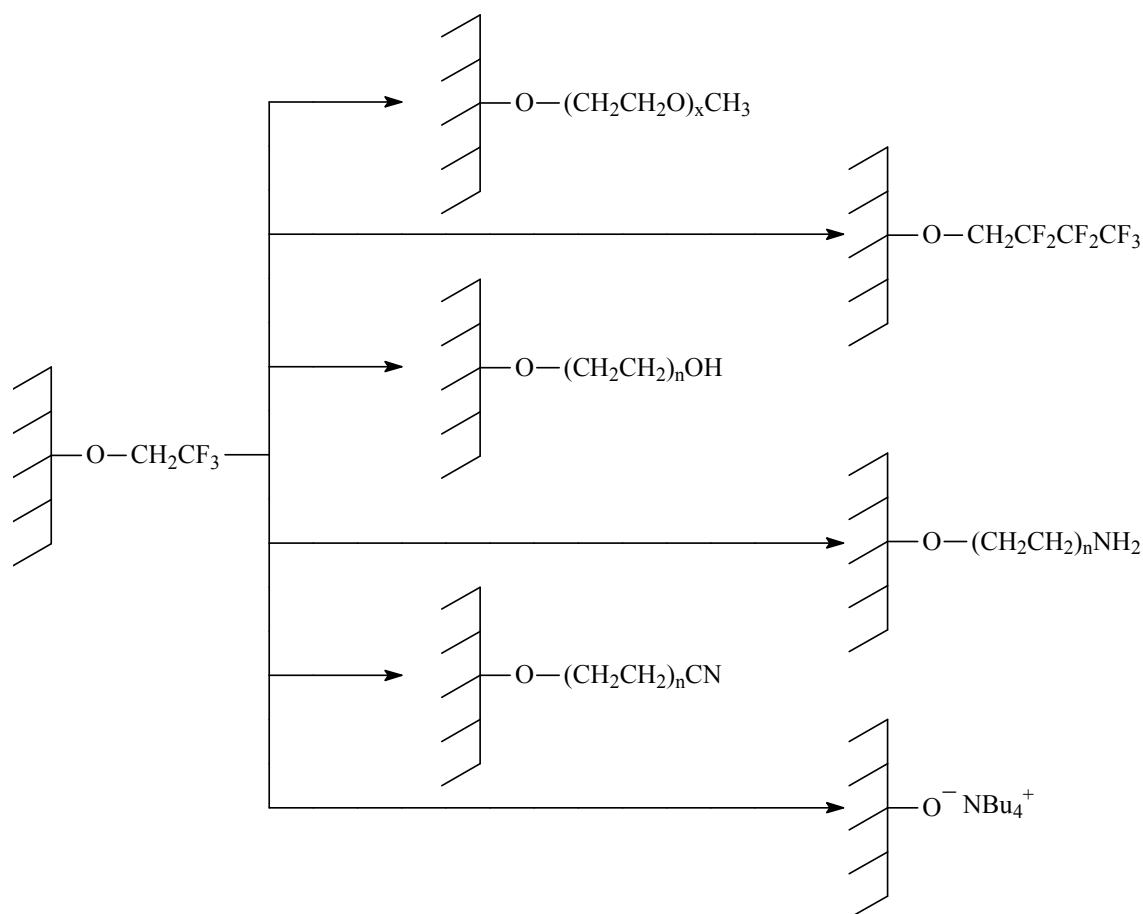 O—(CH₂CH₂O)ₓCH₃
O—CH₂CF₂CF₂CF₃
O—(CH₂CH₂)ₙOH
O—CH₂CF₃
O—(CH₂CH₂)ₙNH₂
O—(CH₂CH₂)ₙCN
O⁻ NBu₄⁺